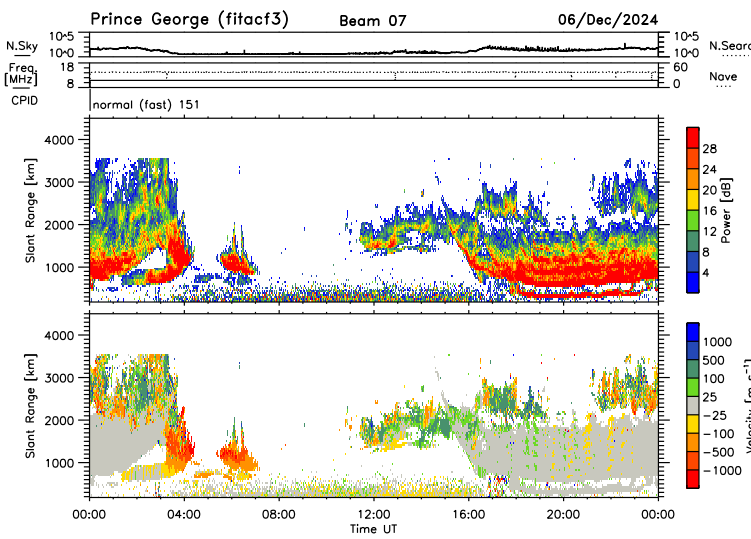 Prince George (fitacf3) Beam 07 06/Dec/2024
N.Sky 10^5 10^0 10^5 10^0 N.Sear
Freq [MHz] 18 8 60 0 Nave
CPID normal (fast) 151
Slant Range [km] 4000 3000 2000 1000
Power [dB] 28 24 20 16 12 8 4
Slant Range [km] 4000 3000 2000 1000
Velocity [m s⁻¹] 1000 500 100 25 -25 -100 -500 -1000
00:00 04:00 08:00 12:00 16:00 20:00 00:00
Time UT